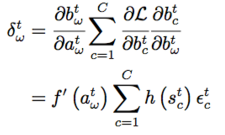 δ_ω^t = ∂b_ω^t/∂a_ω^t ∑_{c=1}^{C} ∂ℒ/∂b_c^t ∂b_c^t/∂b_ω^t
= f′(a_ω^t) ∑_{c=1}^{C} h(s_c^t) ϵ_c^t